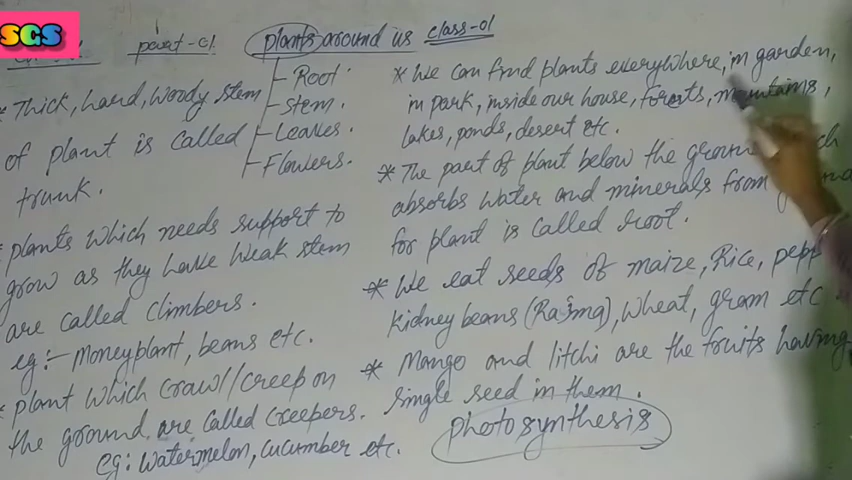 SCS
part-01
plants around us class-01
Root
Stem.
Leaves.
Flowers.
* Thick, hard, woody stem
of plant is called
trunk.
plants which needs support to
grow as they have weak stem
are called climbers.
eg:- Moneyplant, beans etc.
* plant which crawl/creep on
the ground are called creepers.
eg: watermelon, cucumber etc.
* We can find plants everywhere, in garden,
in park, inside our house, forests, mountains,
lakes, ponds, desert etc.
* The part of plant below the ground
absorbs water and minerals from
for plant is called root.
* We eat seeds of maize, Rice,
kidney beans (Rajma), wheat, gram etc
* Mango and litchi are the fruits having
single seed in them.
photosynthesis